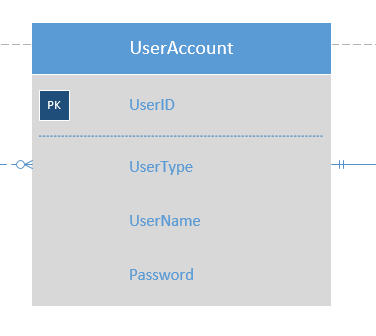 UserAccount
PK UserID
UserType
UserName
Password